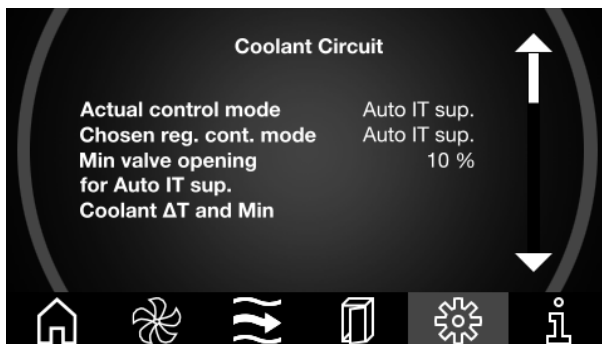 Coolant Circuit
Actual control mode Auto IT sup.
Chosen reg. cont. mode Auto IT sup.
Min valve opening 10 %
for Auto IT sup.
Coolant ΔT and Min